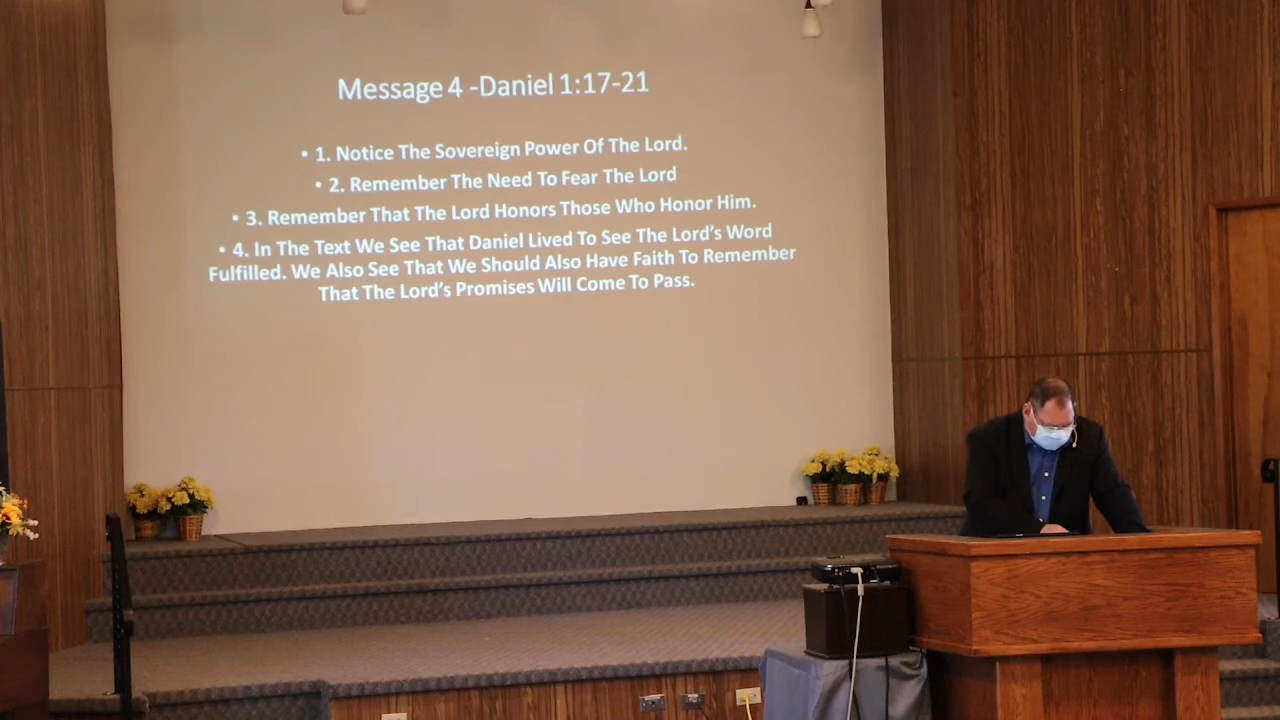 Message 4 -Daniel 1:17-21
• 1. Notice The Sovereign Power Of The Lord.
• 2. Remember The Need To Fear The Lord
• 3. Remember That The Lord Honors Those Who Honor Him.
• 4. In The Text We See That Daniel Lived To See The Lord's Word
Fulfilled. We Also See That We Should Also Have Faith To Remember
That The Lord's Promises Will Come To Pass.